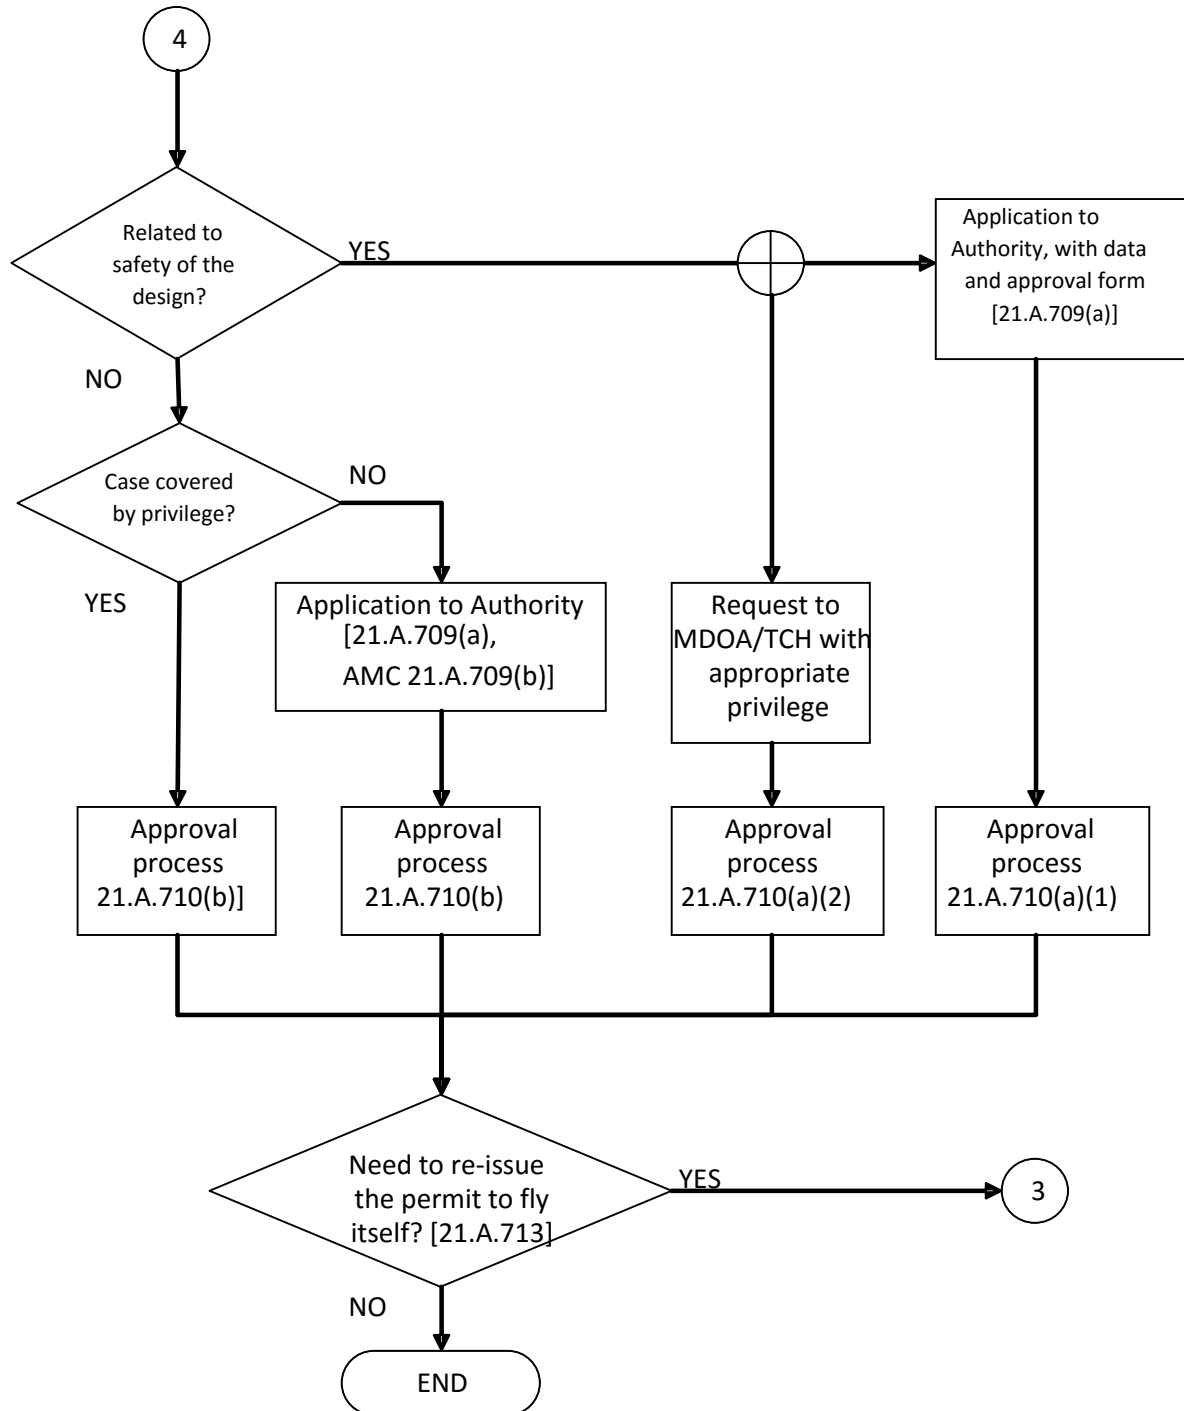 4
Related to
safety of the
design?
YES
Application to
Authority, with data
and approval form
[21.A.709(a)]
NO
Case covered
by privilege?
NO
YES
Application to Authority
[21.A.709(a),
AMC 21.A.709(b)]
Request to
MDOA/TCH with
appropriate
privilege
Approval
process
21.A.710(b)]
Approval
process
21.A.710(b)
Approval
process
21.A.710(a)(2)
Approval
process
21.A.710(a)(1)
Need to re-issue
the permit to fly
itself? [21.A.713]
YES
3
NO
END